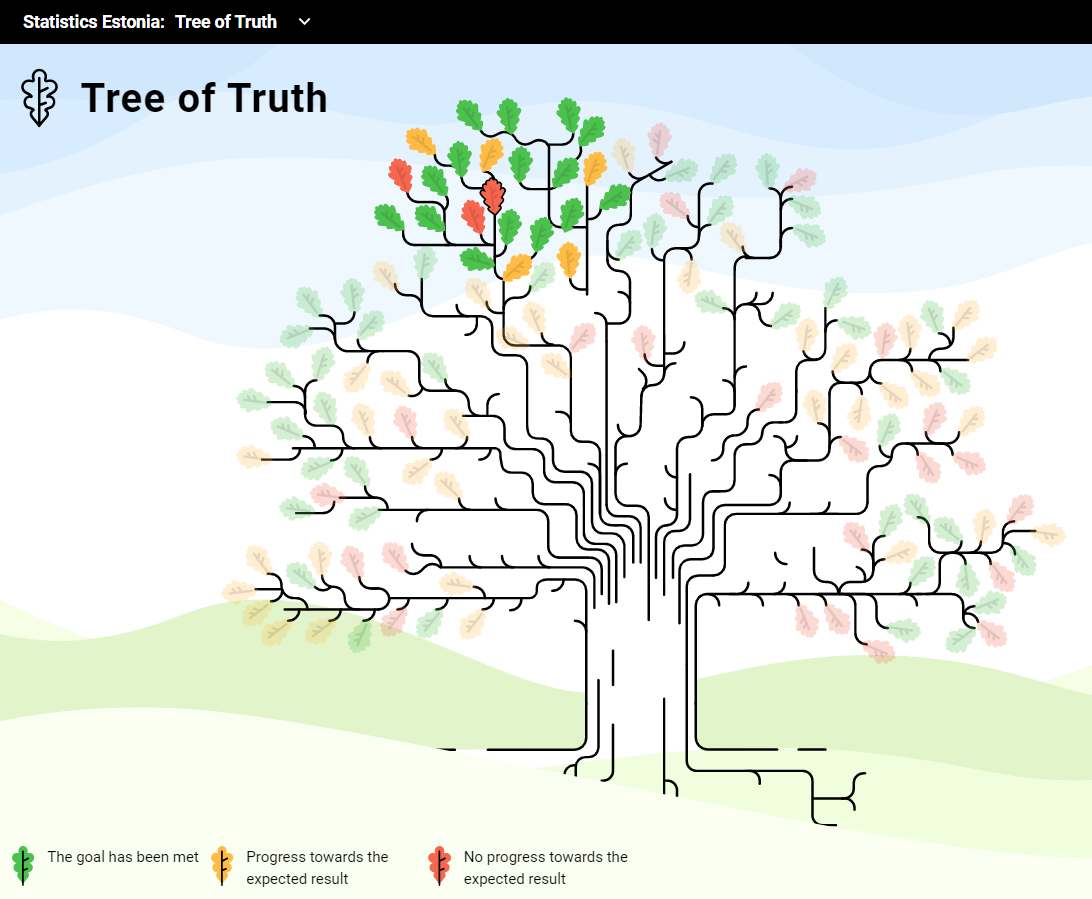 Statistics Estonia: Tree of Truth
Tree of Truth
The goal has been met
Progress towards the
expected result
No progress towards the
expected result